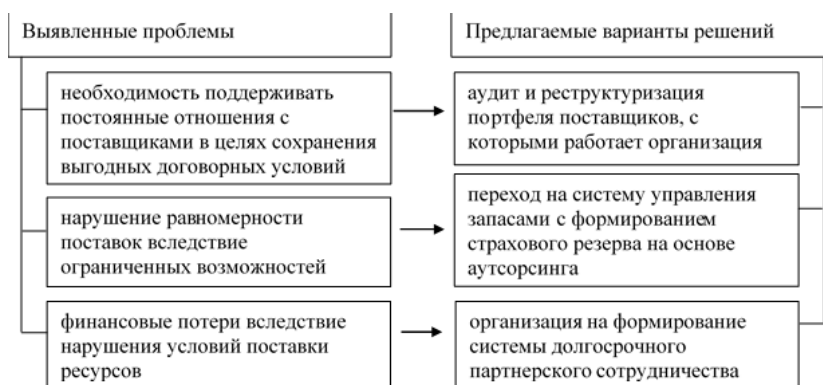 Выявленные проблемы
Предлагаемые варианты решений
необходимость поддерживать
постоянные отношения с
поставщиками в целях сохранения
выгодных договорных условий
аудит и реструктуризация
портфеля поставщиков, с
которыми работает организация
нарушение равномерности
поставок вследствие
ограниченных возможностей
переход на систему управления
запасами с формированием
страхового резерва на основе
аутсорсинга
финансовые потери вследствие
нарушения условий поставки
ресурсов
организация на формирование
системы долгосрочного
партнерского сотрудничества